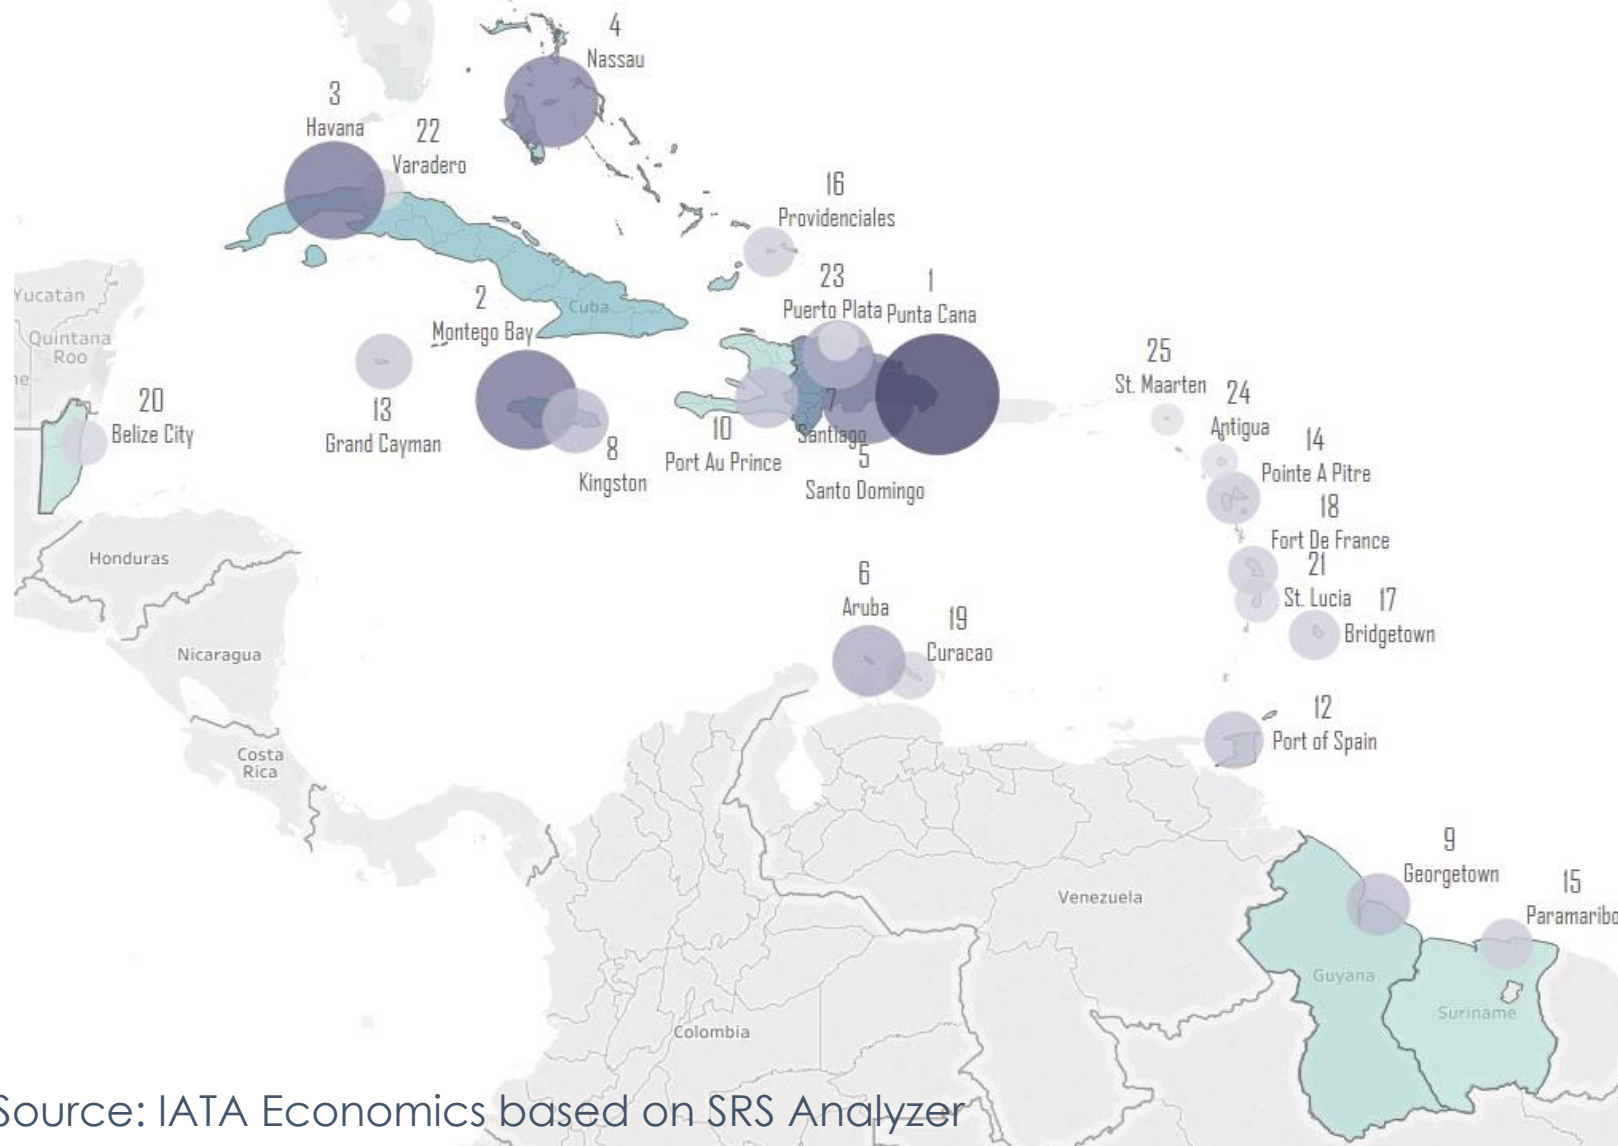 4
Nassau
3
Havana
22
Varadero
16
Providenciales
23
Puerto Plata
1
Punta Cana
2
Montego Bay
Cuba
Yucatán
Quintana
Roo
25
St. Maarten
24
Antigua
20
Belize City
13
Grand Cayman
8
Kingston
10
Port Au Prince
7
Santiago
5
Santo Domingo
14
Pointe A Pitre
18
Fort De France
21
St. Lucia
17
Bridgetown
Honduras
6
Aruba
19
Curacao
Nicaragua
12
Port of Spain
Costa
Rica
9
Georgetown
15
Paramaribo
Venezuela
Guyana
Suriname
Colombia
Source: IATA Economics based on SRS Analyzer